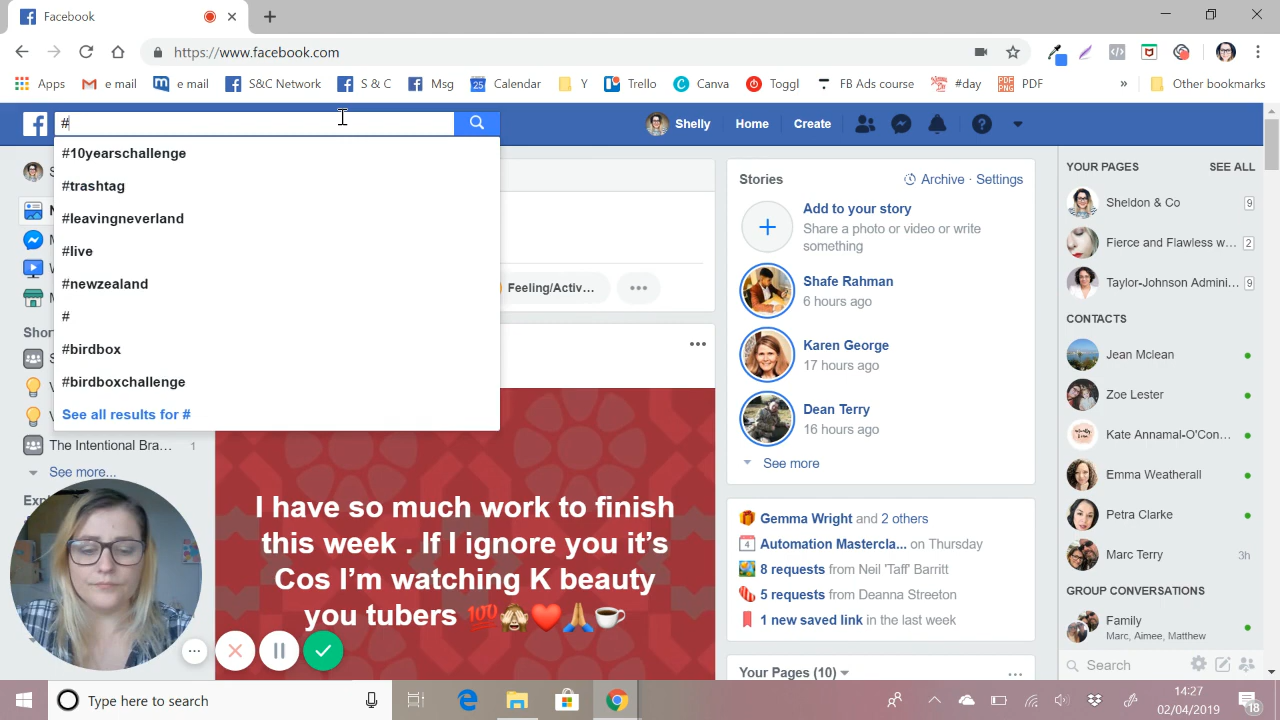 Facebook
https://www.facebook.com
Apps
e mail
e mail
S&C Network
S & C
Msg
25
Calendar
Y
Trello
Canva
Toggl
FB Ads course
#day
PDF
»
Other bookmarks
#
Shelly
Home
Create
#10yearschallenge
#trashtag
#leavingneverland
#live
#newzealand
#
#birdbox
#birdboxchallenge
See all results for #
The Intentional Bra...
1
See more...
Feeling/Activ...
I have so much work to finish
this week . If I ignore you it’s
Cos I’m watching K beauty
you tubers 💯🙈❤️🙏☕
Stories
Archive · Settings
Add to your story
Share a photo or video or write
something
Shafe Rahman
6 hours ago
Karen George
17 hours ago
Dean Terry
16 hours ago
See more
Gemma Wright and 2 others
4
Automation Mastercla... on Thursday
8 requests from Neil 'Taff' Barritt
5 requests from Deanna Streeton
1 new saved link in the last week
Your Pages (10)
YOUR PAGES
SEE ALL
Sheldon & Co
9
Fierce and Flawless w...
2
Taylor-Johnson Admini...
9
CONTACTS
Jean Mclean
Zoe Lester
Kate Annamal-O'Con...
Emma Weatherall
Petra Clarke
Marc Terry
3h
GROUP CONVERSATIONS
Family
Marc, Aimee, Matthew
Search
Type here to search
14:27
02/04/2019
18